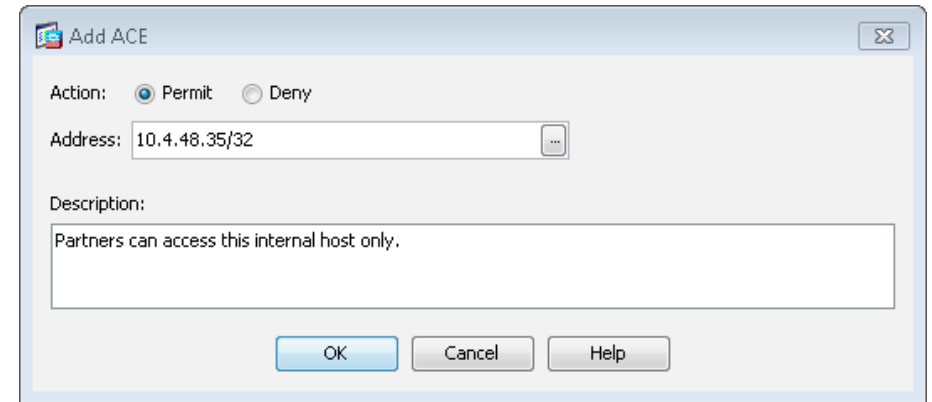 Add ACE
Action: Permit Deny
Address: 10.4.48.35/32 ...
Description:
Partners can access this internal host only.
OK Cancel Help